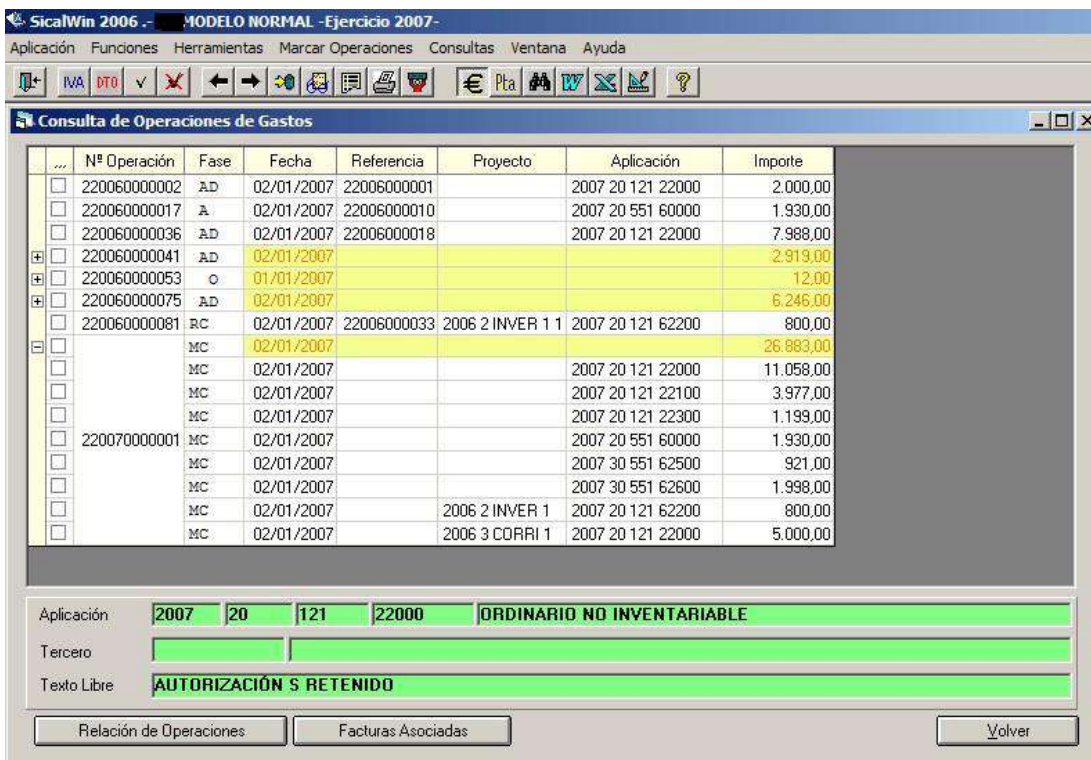 SicalWin 2006 .- MODELO NORMAL -Ejercicio 2007-
Aplicación Funciones Herramientas Marcar Operaciones Consultas Ventana Ayuda
IVA DTO € Pta W ?
Consulta de Operaciones de Gastos
... Nº Operación Fase Fecha Referencia Proyecto Aplicación Importe
220060000002 AD 02/01/2007 22006000001 2007 20 121 22000 2.000,00
220060000017 A 02/01/2007 22006000010 2007 20 551 60000 1.930,00
220060000036 AD 02/01/2007 22006000018 2007 20 121 22000 7.988,00
220060000041 AD 02/01/2007 2.919,00
220060000053 O 01/01/2007 12,00
220060000075 AD 02/01/2007 6.246,00
220060000081 RC 02/01/2007 22006000033 2006 2 INVER 1 1 2007 20 121 62200 800,00
MC 02/01/2007 26.883,00
MC 02/01/2007 2007 20 121 22000 11.058,00
MC 02/01/2007 2007 20 121 22100 3.977,00
MC 02/01/2007 2007 20 121 22300 1.199,00
220070000001 MC 02/01/2007 2007 20 551 60000 1.930,00
MC 02/01/2007 2007 30 551 62500 921,00
MC 02/01/2007 2007 30 551 62600 1.998,00
MC 02/01/2007 2006 2 INVER 1 2007 20 121 62200 800,00
MC 02/01/2007 2006 3 CORRI 1 2007 20 121 22000 5.000,00
Aplicación 2007 20 121 22000 ORDINARIO NO INVENTARIABLE
Tercero
Texto Libre AUTORIZACIÓN S RETENIDO
Relación de Operaciones Facturas Asociadas Volver